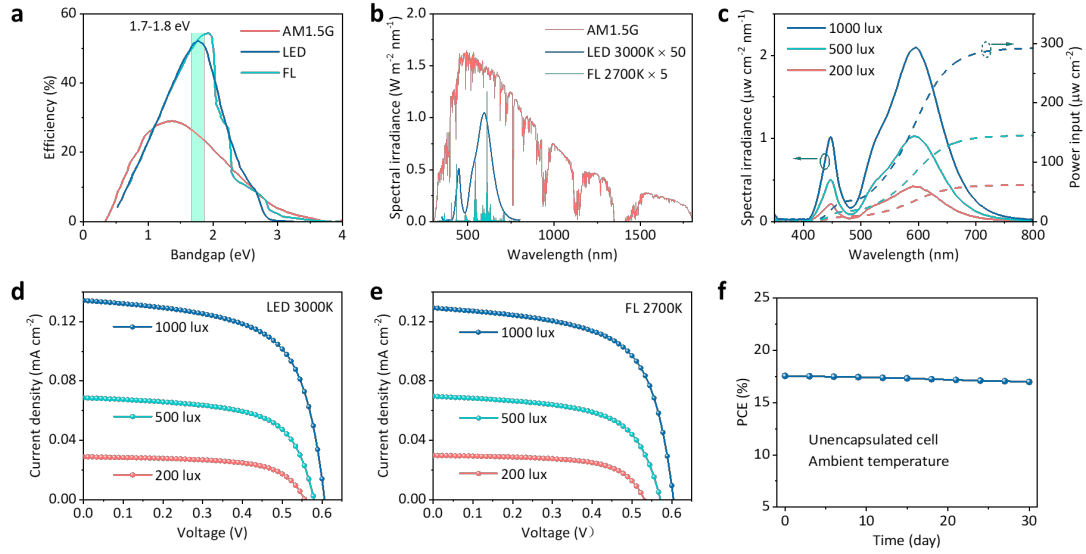 a
1.7-1.8 eV
AM1.5G
LED
FL
Efficiency (%)
60
40
20
0
0
1
2
3
4
Bandgap (eV)
b
AM1.5G
LED 3000K × 50
FL 2700K × 5
Spectral irradiance (W m⁻² nm⁻¹)
2.0
1.5
1.0
0.5
0.0
500
1000
1500
Wavelength (nm)
c
1000 lux
500 lux
200 lux
Spectral irradiance (μw cm⁻² nm⁻¹)
2
1
0
400
500
600
700
800
Wavelength (nm)
Power input (μw cm⁻²)
300
200
100
0
d
LED 3000K
1000 lux
500 lux
200 lux
Current density (mA cm⁻²)
0.12
0.08
0.04
0.00
0.0
0.1
0.2
0.3
0.4
0.5
0.6
Voltage (V)
e
FL 2700K
1000 lux
500 lux
200 lux
Current density (mA cm⁻²)
0.12
0.08
0.04
0.00
0.0
0.1
0.2
0.3
0.4
0.5
0.6
Voltage (V）
f
PCE (%)
25
20
15
10
5
Unencapsulated cell
Ambient temperature
0
10
20
30
Time (day)